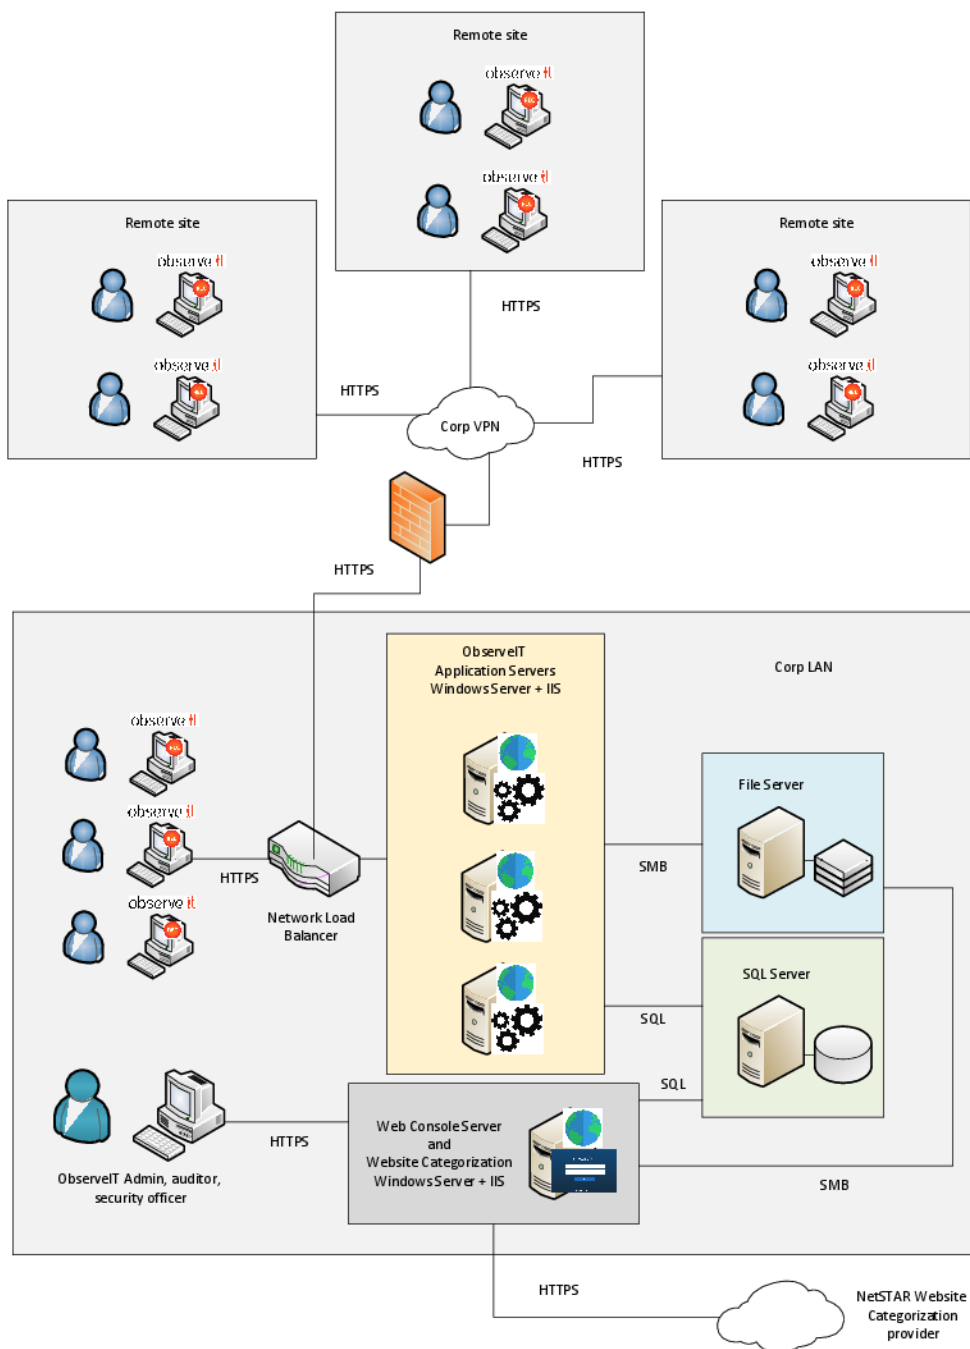 Remote site
observe it
observe it
Remote site
observe it
observe it
Remote site
observe it
observe it
HTTPS
HTTPS
HTTPS
Corp VPN
HTTPS
ObserveIT
Application Servers
Windows Server + IIS
Corp LAN
observe it
observe it
observe it
HTTPS
Network Load
Balancer
SMB
File Server
SQL
SQL Server
SQL
ObserveIT Admin, auditor,
security officer
HTTPS
Web Console Server
and
Website Categorization
Windows Server + IIS
SMB
HTTPS
NetSTAR Website
Categorization
provider